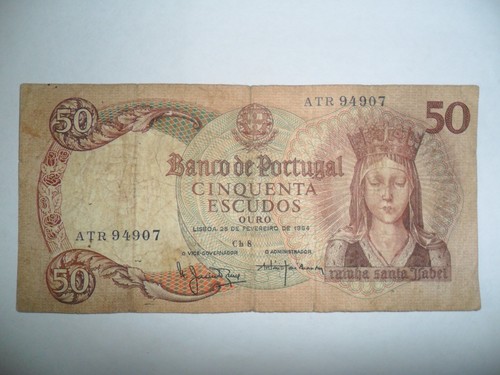 50
ATR 94907
50
Banco de Portugal
CINQUENTA
ESCUDOS
OURO
LISBOA, 28 DE FEVEREIRO DE 1964
ATR 94907
Ch 8
O VICE-GOVERNADOR
O ADMINISTRADOR
rainha santa Isabel
50